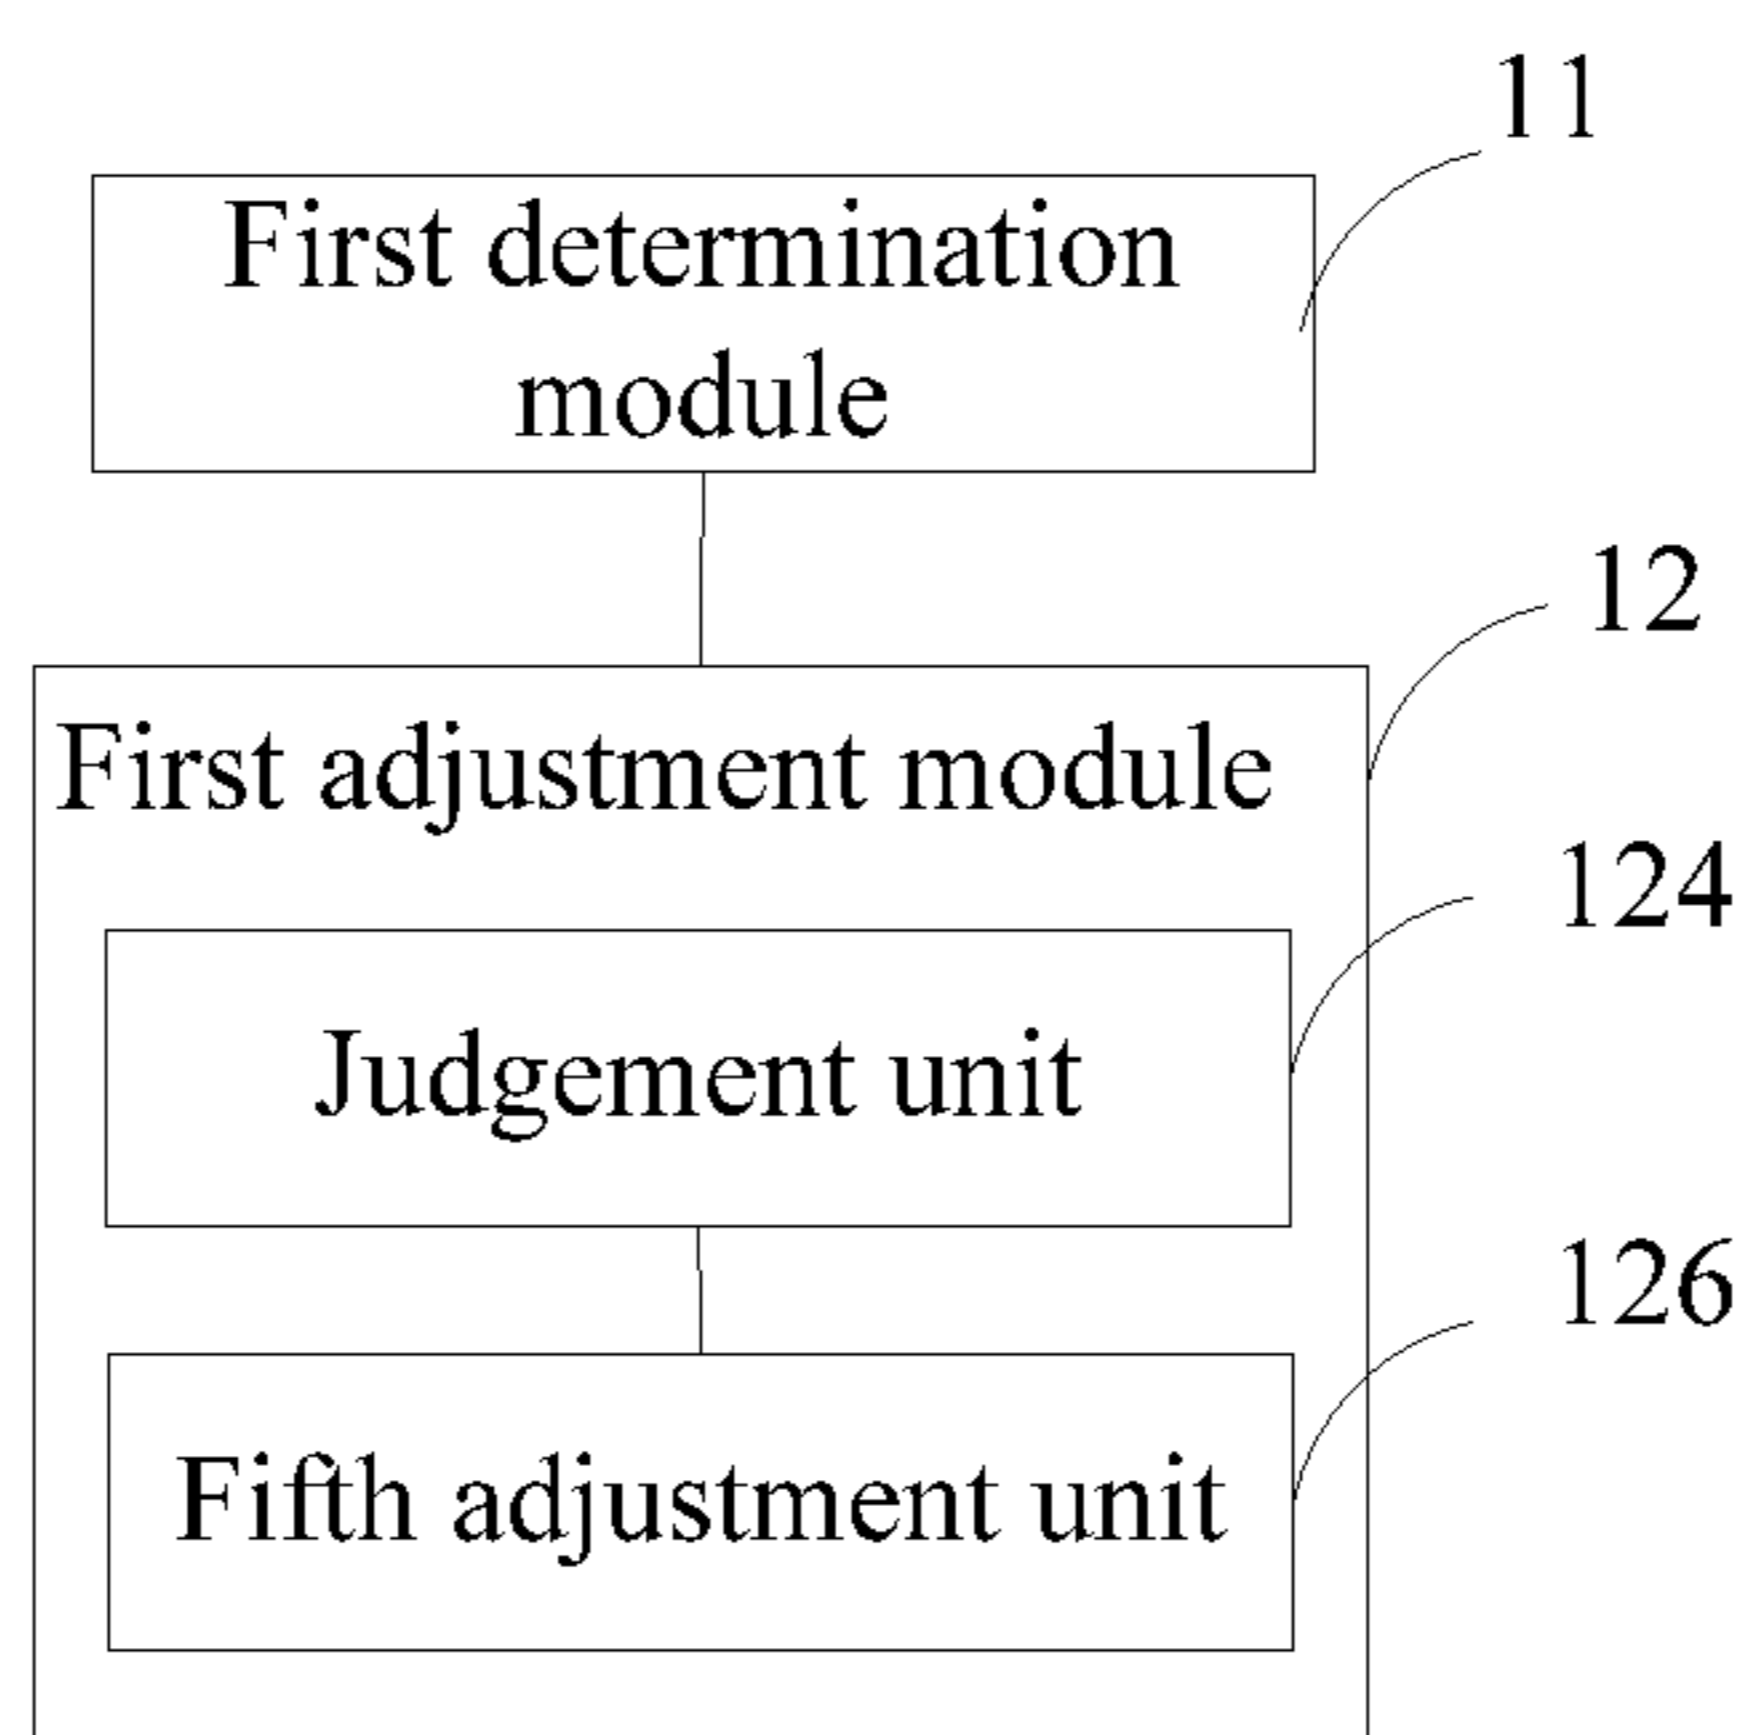 11
First determination
module
12
First adjustment module
124
Judgement unit
126
Fifth adjustment unit